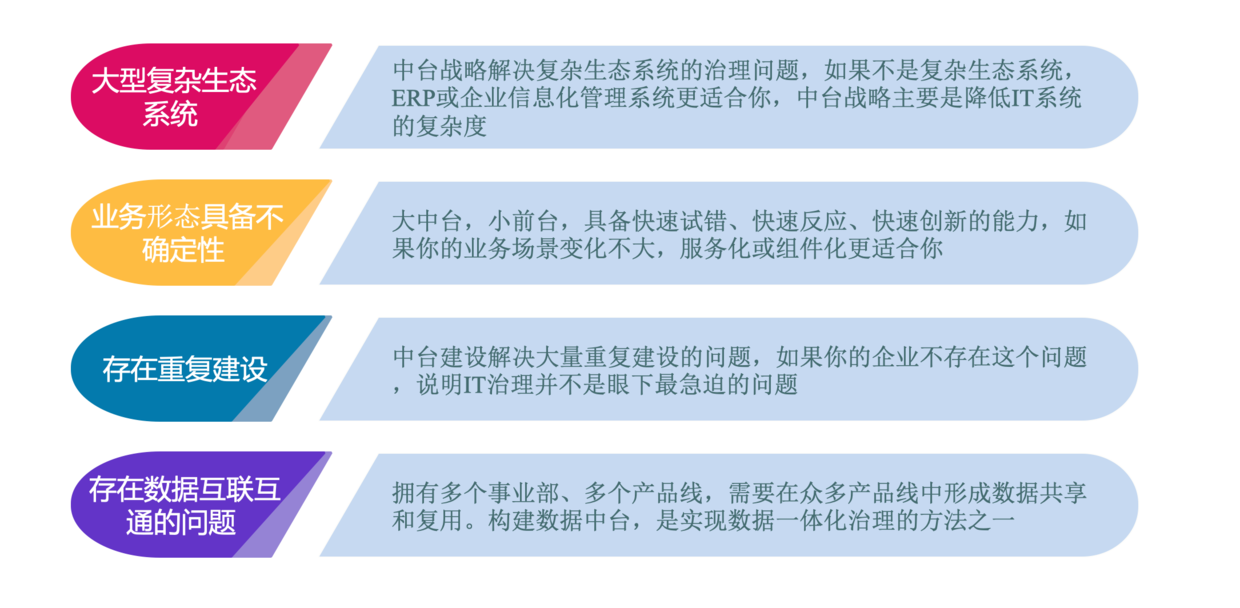 大型复杂生态
系统
中台战略解决复杂生态系统的治理问题，如果不是复杂生态系统，
ERP或企业信息化管理系统更适合你，中台战略主要是降低IT系统
的复杂度
业务形态具备不
确定性
大中台，小前台，具备快速试错、快速反应、快速创新的能力，如
果你的业务场景变化不大，服务化或组件化更适合你
存在重复建设
中台建设解决大量重复建设的问题，如果你的企业不存在这个问题
，说明IT治理并不是眼下最急迫的问题
存在数据互联互
通的问题
拥有多个事业部、多个产品线，需要在众多产品线中形成数据共享
和复用。构建数据中台，是实现数据一体化治理的方法之一